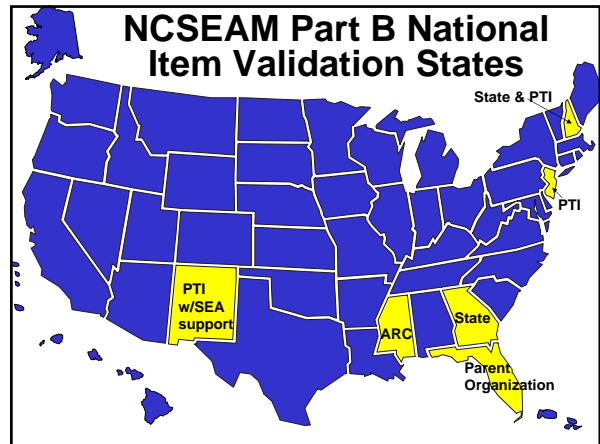 NCSEAM Part B National
Item Validation States
State & PTI
PTI
PTI
w/SEA
support
State
ARC
Parent
Organization